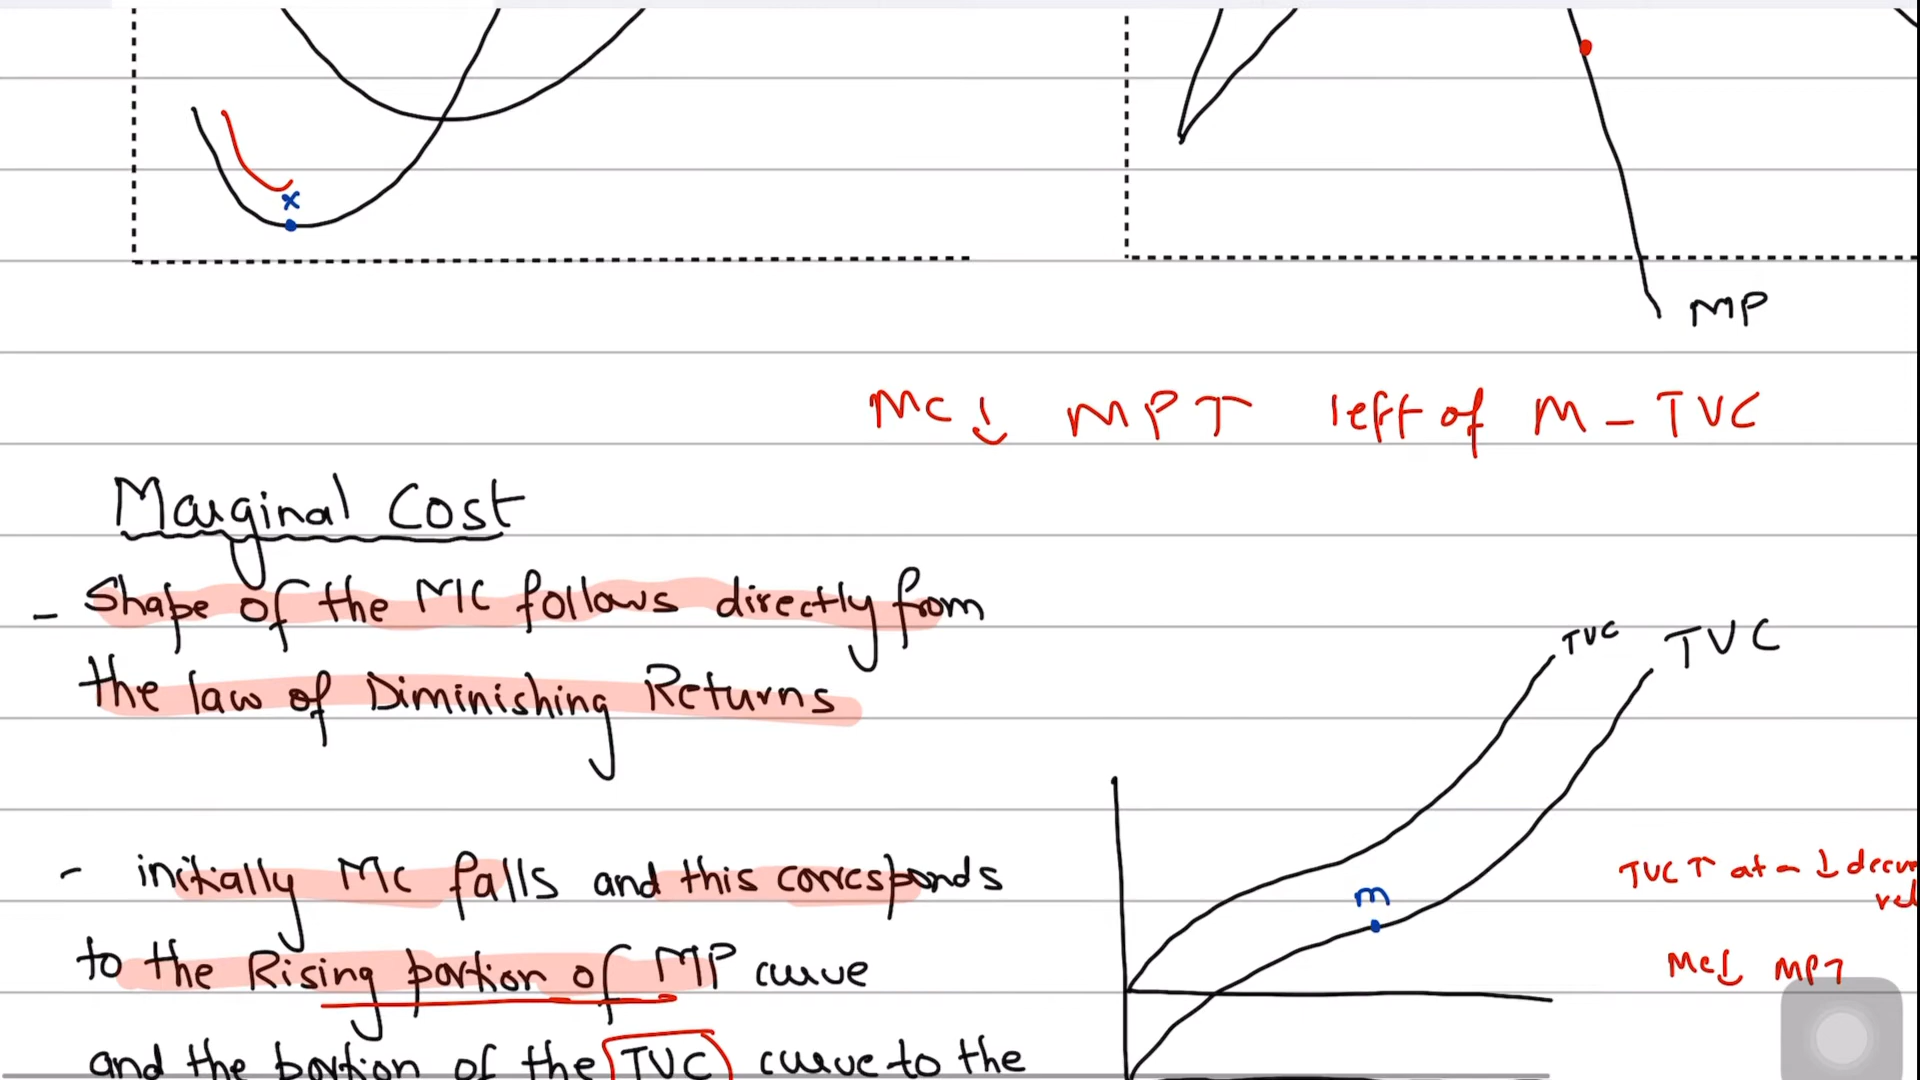 x
MP
MC↓ MP↑ left of M - TVC
Marginal Cost
- Shape of the MC follows directly from
the law of Diminishing Returns
TVC TVC
- initially MC falls and this corresponds
TVC↑ at a ↓
m
to the Rising portion of MP curve
MC↓ MP↑
and the portion of the TVC curve to the